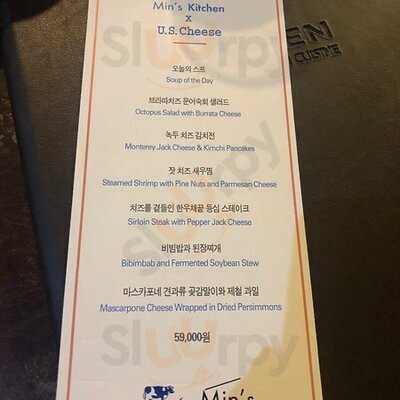 Min's Kitchen
x
U.S. Cheese
오늘의 스프
Soup of the Day
브라따치즈 문어숙회 샐러드
Octopus Salad with Burrata Cheese
녹두 치즈 김치전
Monterey Jack Cheese & Kimchi Pancakes
잣 치즈 새우찜
Steamed Shrimp with Pine Nuts and Parmesan Cheese
치즈를 곁들인 한우채끝 등심 스테이크
Sirloin Steak with Pepper Jack Cheese
비빔밥과 된장찌개
Bibimbab and Fermented Soybean Stew
마스카포네 견과류 곶감말이와 제철 과일
Mascarpone Cheese Wrapped in Dried Persimmons
59,000원
Min's
CUISINE
Sluurpy
Sluurpy
Sluurpy